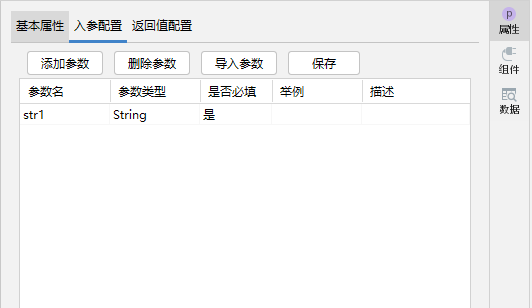 基本属性 入参配置 返回值配置
添加参数 删除参数 导入参数 保存
参数名 参数类型 是否必填 举例 描述
str1 String 是
p
属性
组件
数据